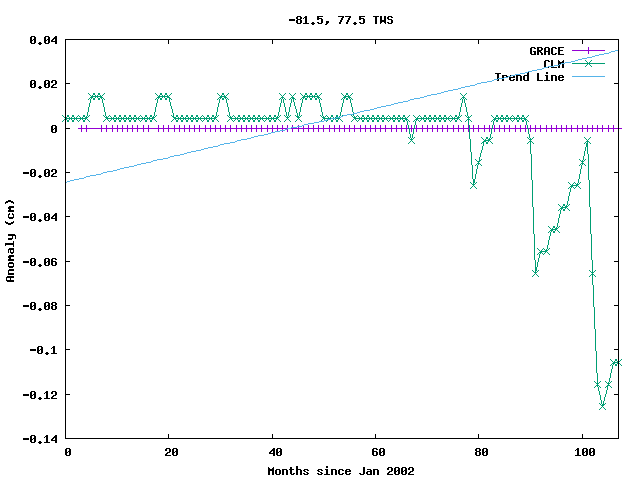 -81.5, 77.5 TWS
GRACE
CLM
Trend Line
0.04
0.02
0
-0.02
-0.04
-0.06
-0.08
-0.1
-0.12
-0.14
Anomaly (cm)
0 20 40 60 80 100
Months since Jan 2002